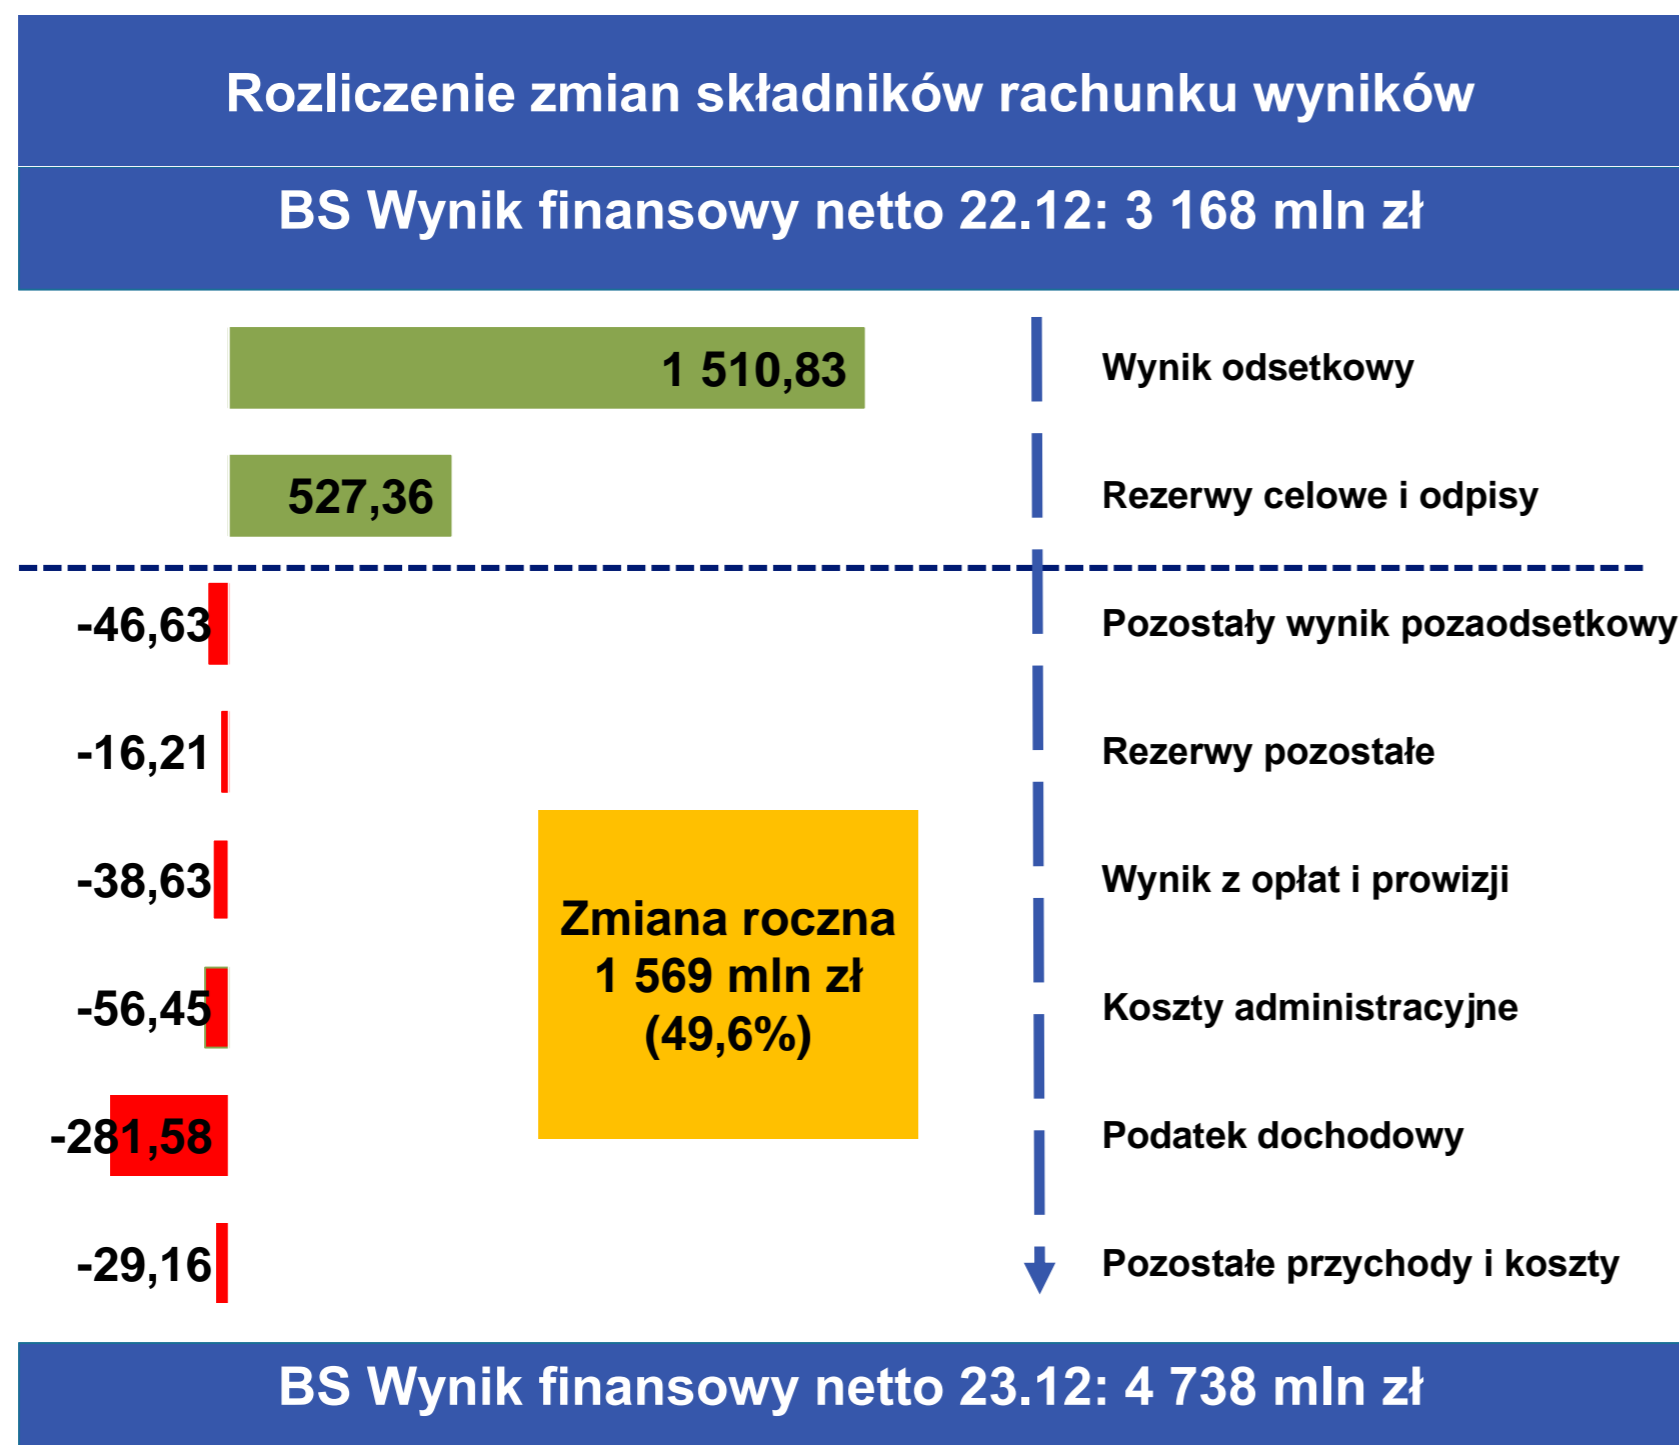 Rozliczenie zmian składników rachunku wyników
BS Wynik finansowy netto 22.12: 3 168 mln zł
1 510,83 Wynik odsetkowy
527,36 Rezerwy celowe i odpisy
-46,63 Pozostały wynik pozaodsetkowy
-16,21 Rezerwy pozostałe
-38,63 Wynik z opłat i prowizji
Zmiana roczna
1 569 mln zł
(49,6%)
-56,45 Koszty administracyjne
-281,58 Podatek dochodowy
-29,16 Pozostałe przychody i koszty
BS Wynik finansowy netto 23.12: 4 738 mln zł